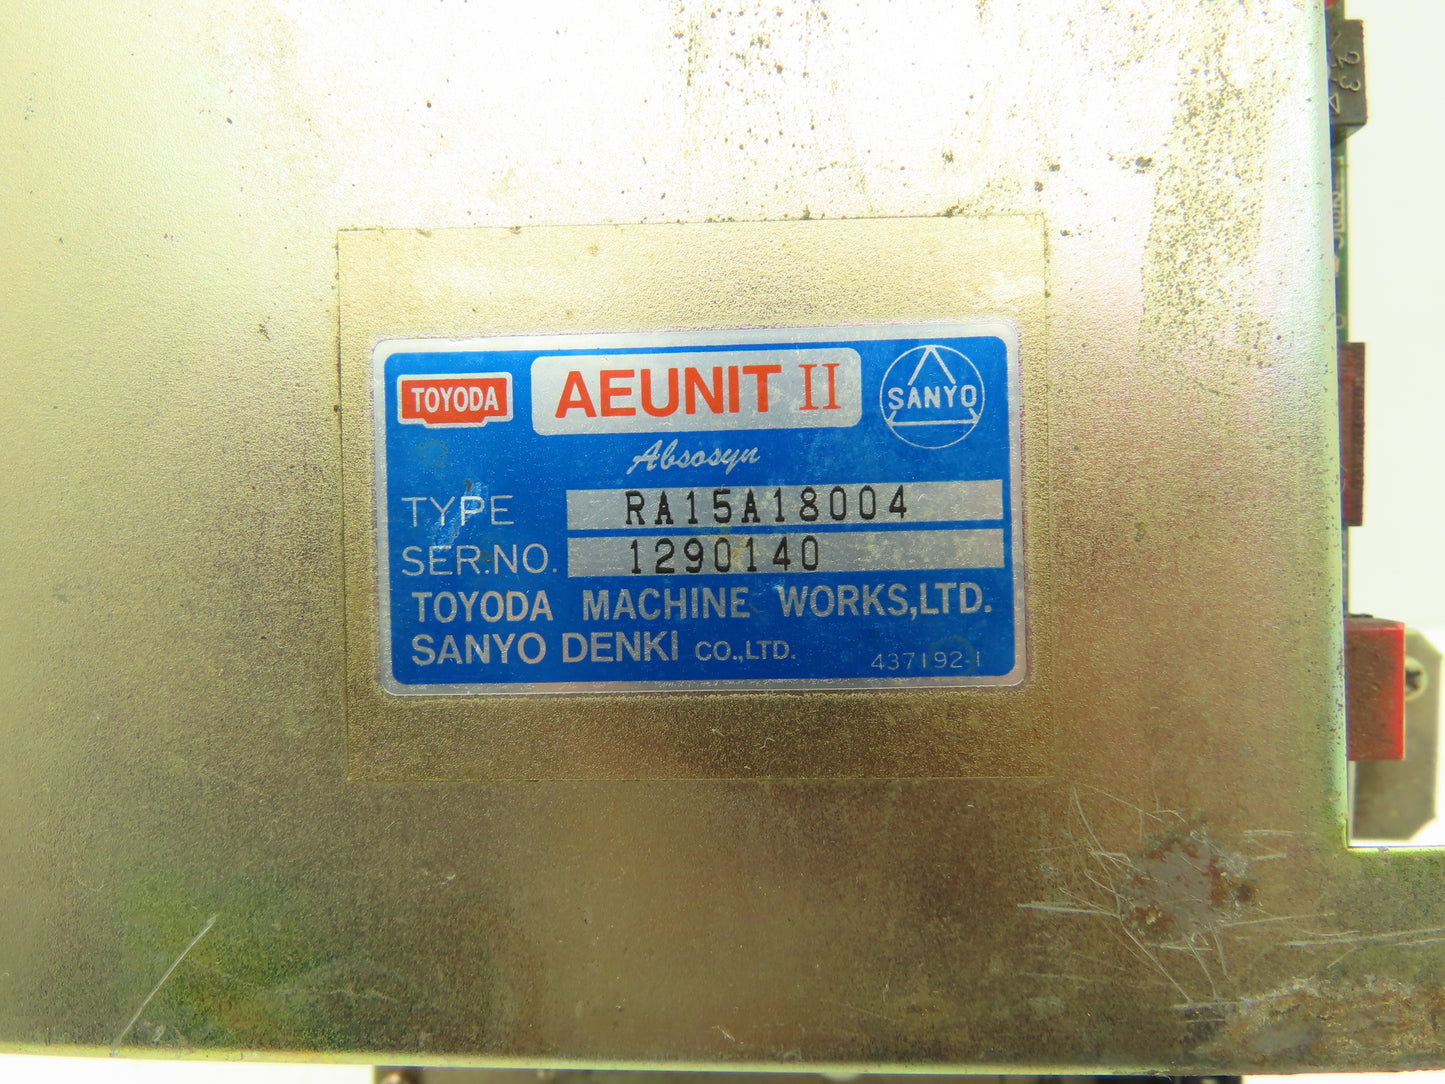 TOYODA AEUNIT II SANYO
Absosyn
TYPE RA15A18004
SER.NO. 1290140
TOYODA MACHINE WORKS,LTD.
SANYO DENKI CO.,LTD. 437192-1
23